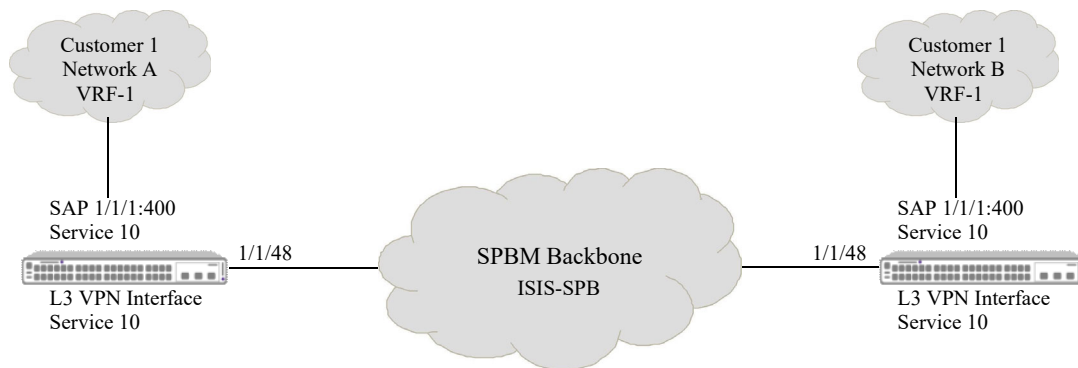 Customer 1
Network A
VRF-1
Customer 1
Network B
VRF-1
SAP 1/1/1:400
Service 10
SAP 1/1/1:400
Service 10
1/1/48
SPBM Backbone
ISIS-SPB
1/1/48
L3 VPN Interface
Service 10
L3 VPN Interface
Service 10